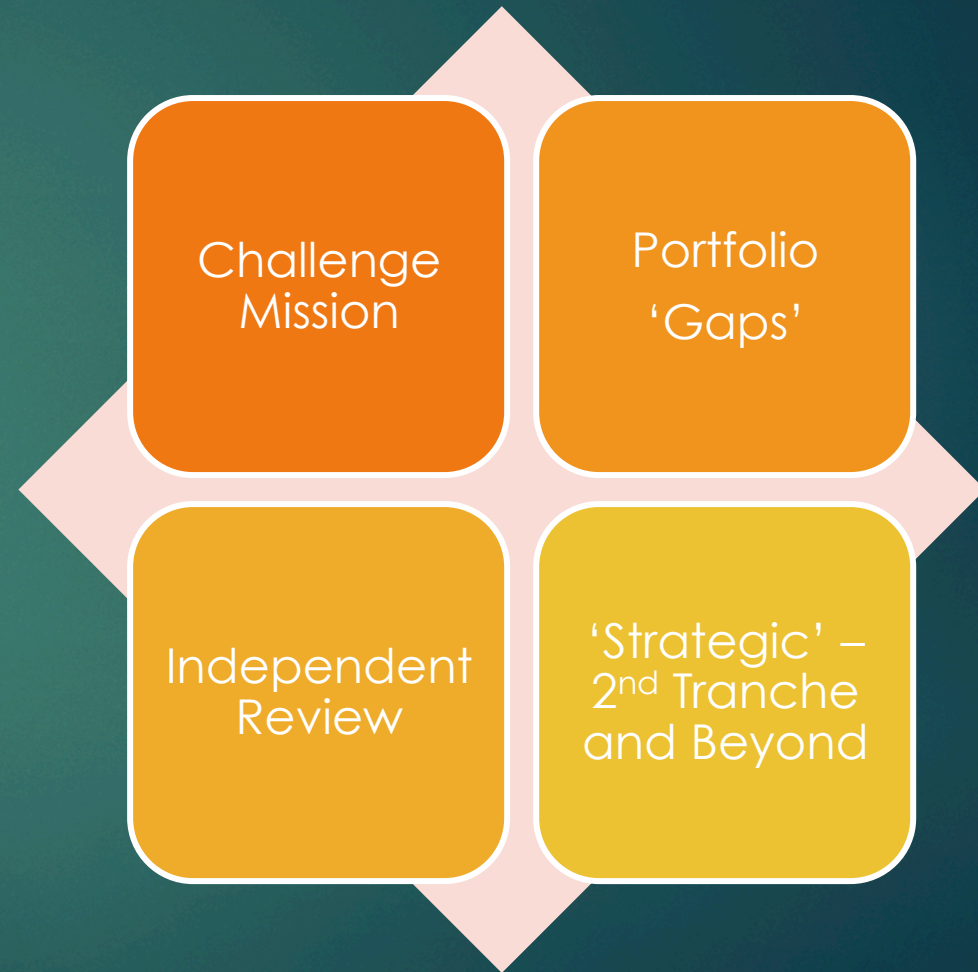 Challenge
Mission
Portfolio
‘Gaps’
Independent
Review
‘Strategic’ –
2nd Tranche
and Beyond